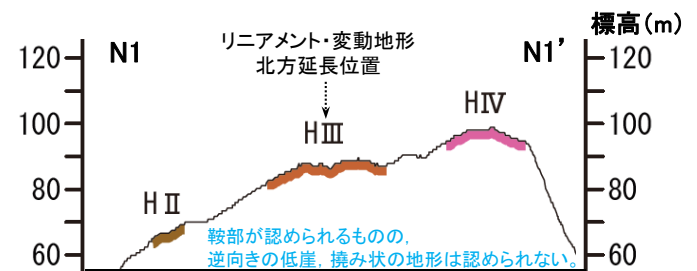 標高(m)
120 N1 リニアメント・変動地形 N1’ 120
北方延長位置
100 HⅢ HⅣ 100
80 80
HⅡ
60 鞍部が認められるものの, 60
逆向きの低崖, 撓み状の地形は認められない。